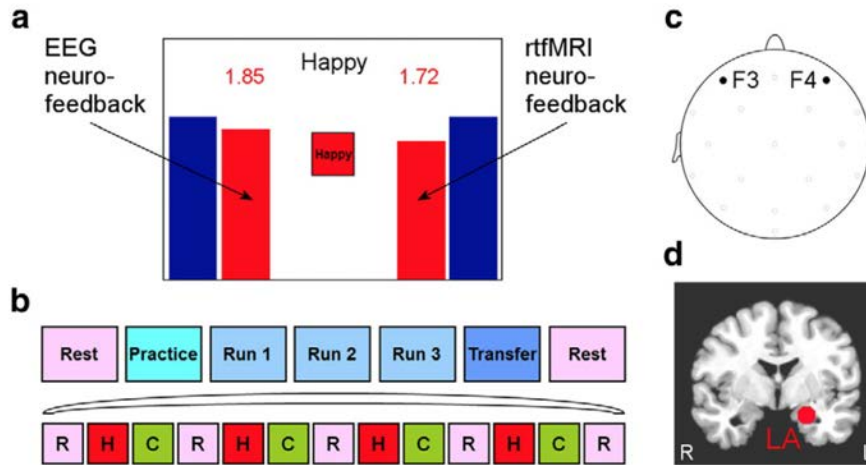 a
EEG
neuro-
feedback
Happy
1.85
1.72
Happy
rtfMRI
neuro-
feedback
b
Rest Practice Run 1 Run 2 Run 3 Transfer Rest
R H C R H C R H C R H C R
c
F3 F4
d
R
LA